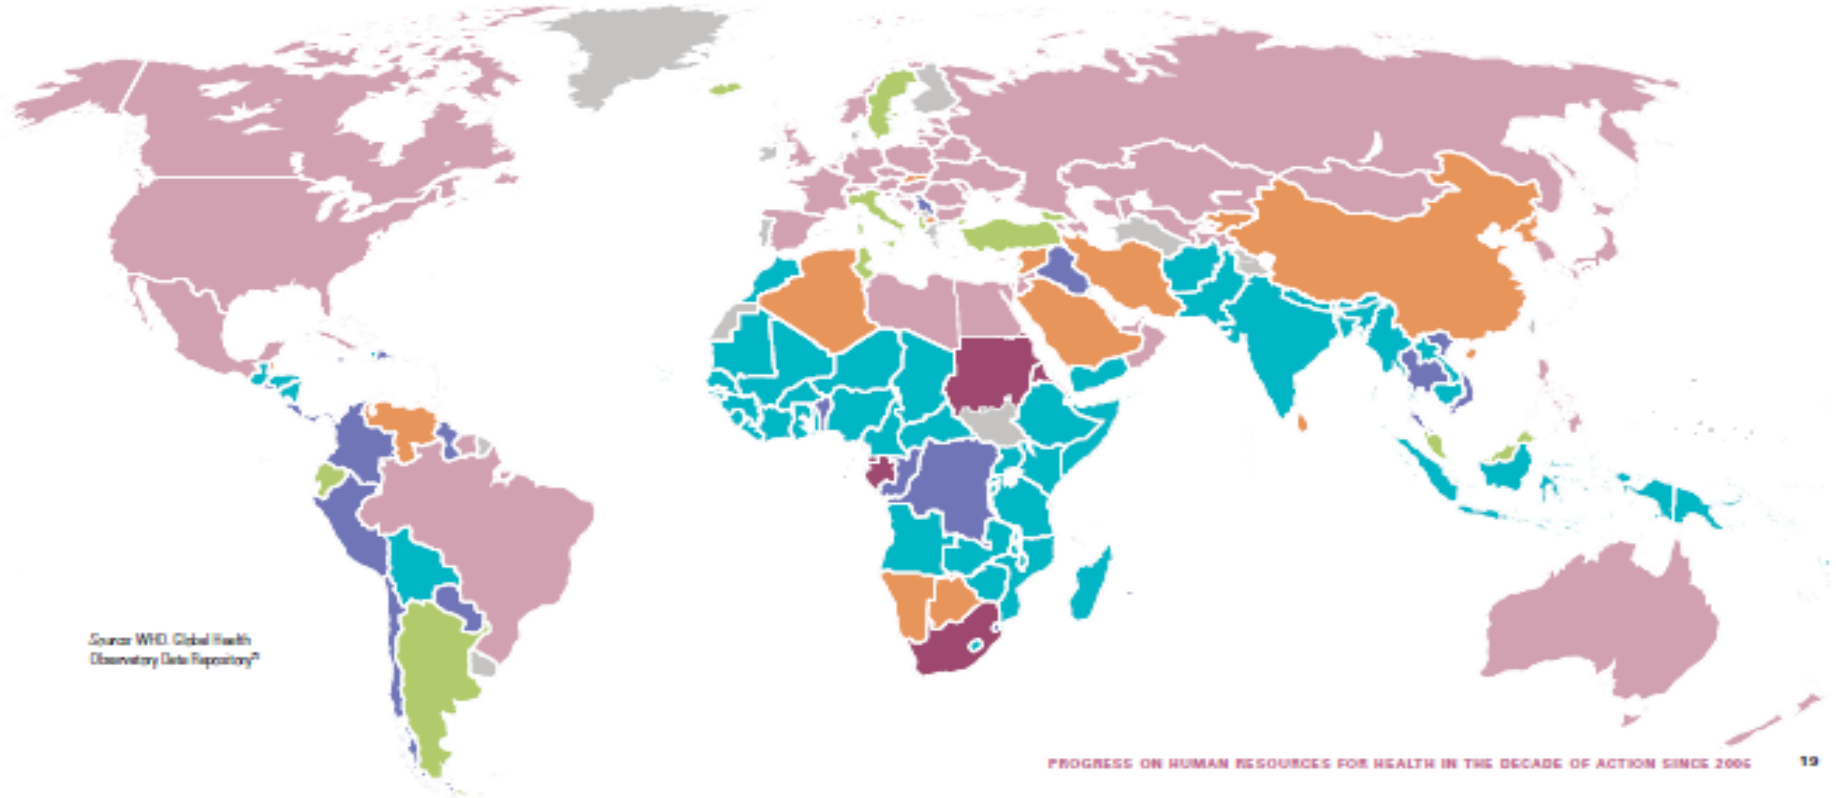 Source: WHO. Global Health
Observatory Data Repository²¹
PROGRESS ON HUMAN RESOURCES FOR HEALTH IN THE DECADE OF ACTION SINCE 2006 19